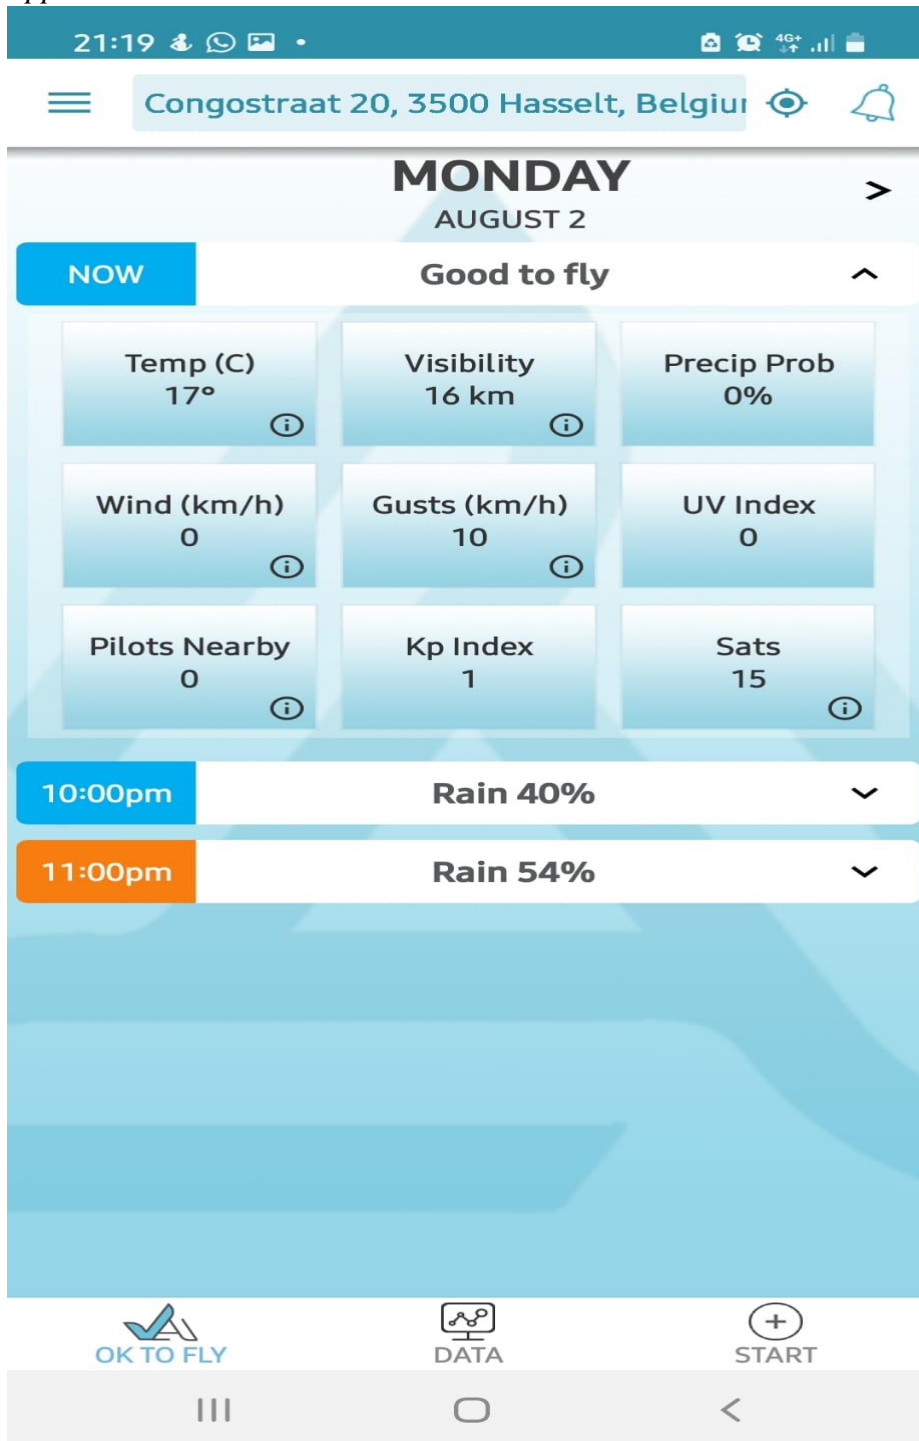 21:19
4G+
Congostraat 20, 3500 Hasselt, Belgiu
MONDAY
>
AUGUST 2
NOW Good to fly
Temp (C) Visibility Precip Prob
17° 16 km 0%
Wind (km/h) Gusts (km/h) UV Index
0 10 0
Pilots Nearby Kp Index Sats
0 1 15
10:00pm Rain 40%
11:00pm Rain 54%
OK TO FLY DATA START